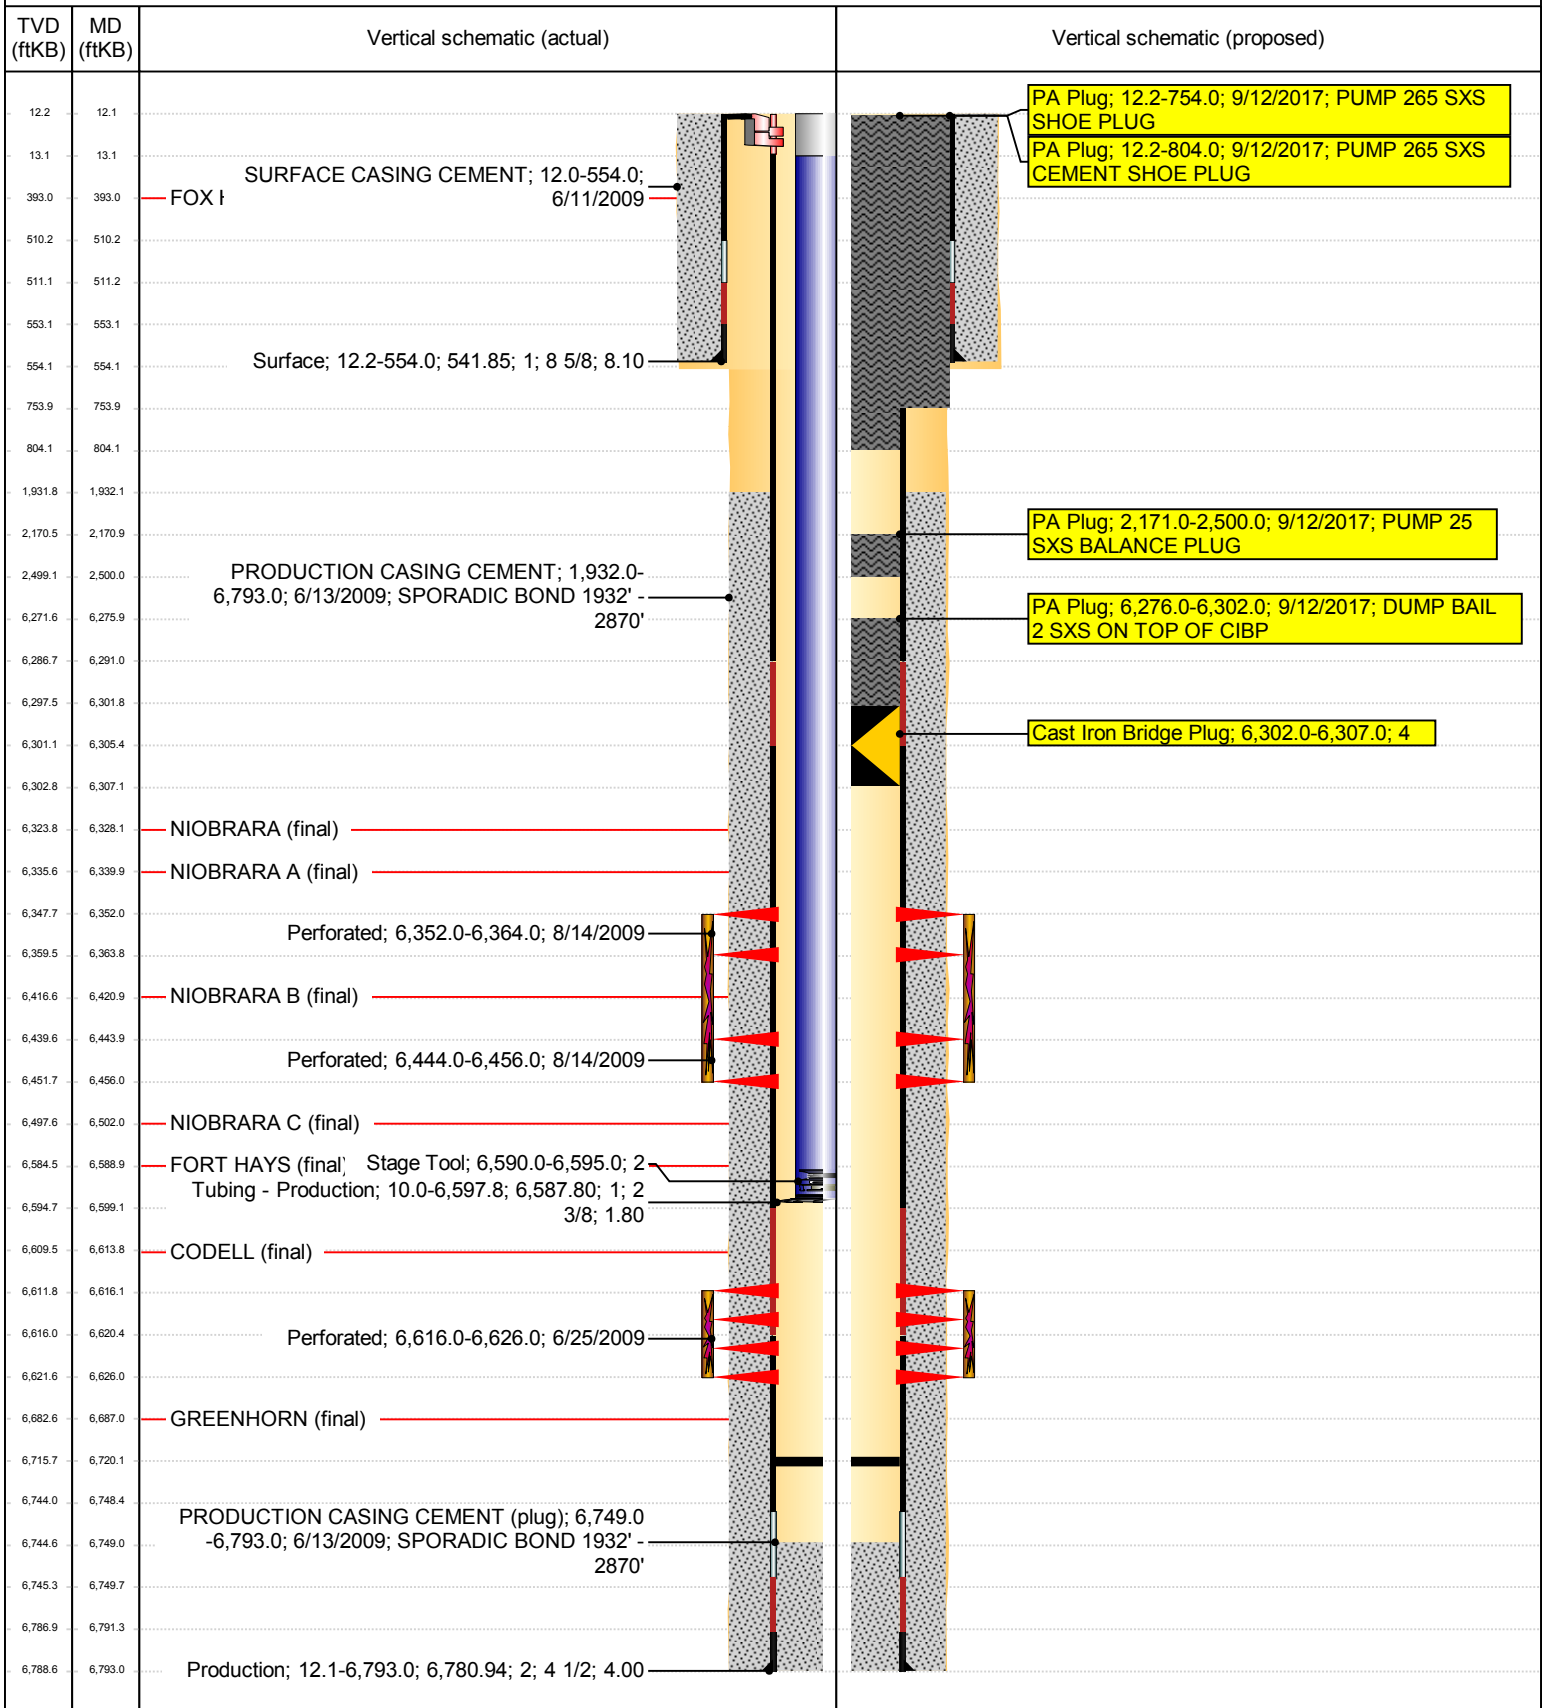 TVD (ftKB)
MD (ftKB)
Vertical schematic (actual)
Vertical schematic (proposed)
12.2 12.1
13.1 13.1
393.0 393.0
510.2 510.2
511.1 511.2
553.1 553.1
554.1 554.1
753.9 753.9
804.1 804.1
1,931.8 1,932.1
2,170.5 2,170.9
2,499.1 2,500.0
6,271.6 6,275.9
6,286.7 6,291.0
6,297.5 6,301.8
6,301.1 6,305.4
6,302.8 6,307.1
6,323.8 6,328.1
6,335.6 6,339.9
6,347.7 6,352.0
6,359.5 6,363.8
6,416.6 6,420.9
6,439.6 6,443.9
6,451.7 6,456.0
6,497.6 6,502.0
6,584.5 6,588.9
6,594.7 6,599.1
6,609.5 6,613.8
6,611.8 6,616.1
6,616.0 6,620.4
6,621.6 6,626.0
6,682.6 6,687.0
6,715.7 6,720.1
6,744.0 6,748.4
6,744.6 6,749.0
6,745.3 6,749.7
6,786.9 6,791.3
6,788.6 6,793.0
SURFACE CASING CEMENT; 12.0-554.0;
6/11/2009
FOX
Surface; 12.2-554.0; 541.85; 1; 8 5/8; 8.10
PRODUCTION CASING CEMENT; 1,932.0-
6,793.0; 6/13/2009; SPORADIC BOND 1932' -
2870'
NIOBRARA (final)
NIOBRARA A (final)
Perforated; 6,352.0-6,364.0; 8/14/2009
NIOBRARA B (final)
Perforated; 6,444.0-6,456.0; 8/14/2009
NIOBRARA C (final)
FORT HAYS (final)
Stage Tool; 6,590.0-6,595.0; 2
Tubing - Production; 10.0-6,597.8; 6,587.80; 1; 2
3/8; 1.80
CODELL (final)
Perforated; 6,616.0-6,626.0; 6/25/2009
GREENHORN (final)
PRODUCTION CASING CEMENT (plug); 6,749.0
-6,793.0; 6/13/2009; SPORADIC BOND 1932' -
2870'
Production; 12.1-6,793.0; 6,780.94; 2; 4 1/2; 4.00
PA Plug; 12.2-754.0; 9/12/2017; PUMP 265 SXS
SHOE PLUG
PA Plug; 12.2-804.0; 9/12/2017; PUMP 265 SXS
CEMENT SHOE PLUG
PA Plug; 2,171.0-2,500.0; 9/12/2017; PUMP 25
SXS BALANCE PLUG
PA Plug; 6,276.0-6,302.0; 9/12/2017; DUMP BAIL
2 SXS ON TOP OF CIBP
Cast Iron Bridge Plug; 6,302.0-6,307.0; 4